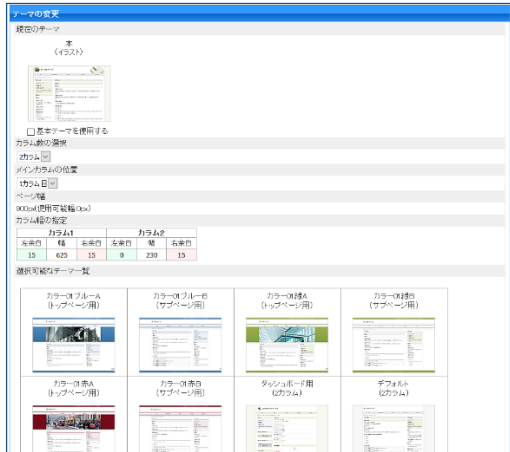 テーマの変更
現在のテーマ
本
(イラスト)
基本テーマを使用する
カラム数の選択
2カラム
メインカラムの位置
1カラム目
ページ幅
900px(使用可能幅:0px)
カラム幅の指定
カラム1 カラム2
左余白 幅 右余白 左余白 幅 右余白
15 625 15 0 230 15
選択可能なテーマ一覧
カラー01ブルーA カラー01ブルーB カラー01緑A カラー01緑B
(トップページ用) (サブページ用) (トップページ用) (サブページ用)
カラー01赤A カラー01赤B ダッシュボード用 デフォルト
(トップページ用) (サブページ用) (2カラム) (2カラム)